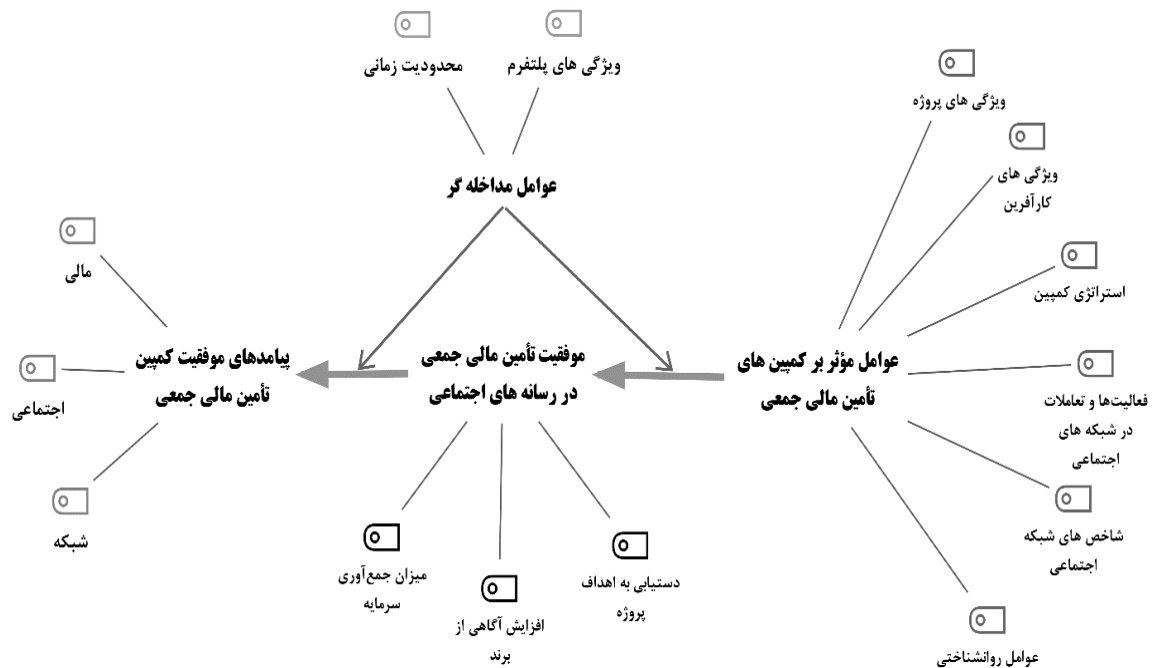 محدودیت زمانی
ویژگی های پلتفرم
عوامل مداخله گر
ویژگی های پروژه
ویژگی های
کارآفرین
استراتژی کمپین
فعالیت‌ها و تعاملات
در شبکه های
اجتماعی
شاخص های شبکه
اجتماعی
عوامل روانشناختی
عوامل مؤثر بر کمپین های
تأمین مالی جمعی
موفقیت تأمین مالی جمعی
در رسانه های اجتماعی
دستیابی به اهداف
پروژه
افزایش آگاهی از
برند
میزان جمع‌آوری
سرمایه
پیامدهای موفقیت کمپین
تأمین مالی جمعی
مالی
اجتماعی
شبکه